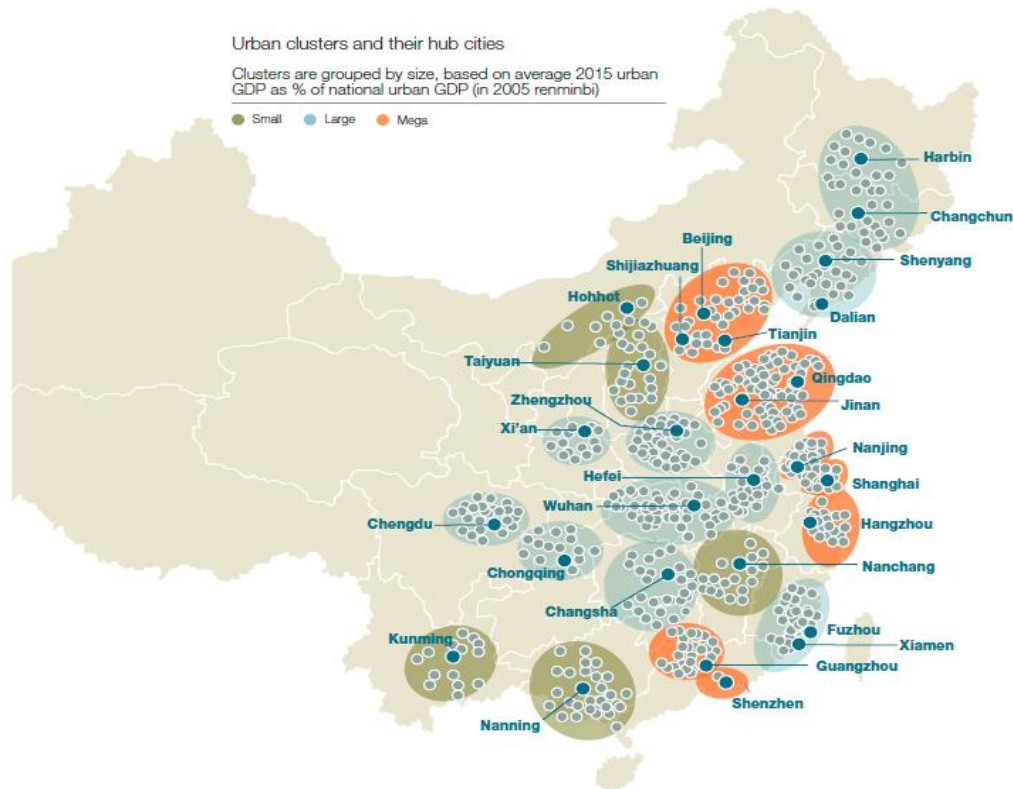 Urban clusters and their hub cities
Clusters are grouped by size, based on average 2015 urban
GDP as % of national urban GDP (in 2005 renminbi)
Small Large Mega
Harbin
Changchun
Beijing
Shenyang
Shijiazhuang
Hohhot
Dalian
Tianjin
Taiyuan
Qingdao
Zhengzhou
Jinan
Xi'an
Nanjing
Hefei
Shanghai
Wuhan
Chengdu
Hangzhou
Nanchang
Chongqing
Changsha
Fuzhou
Kunming
Xiamen
Guangzhou
Shenzhen
Nanning